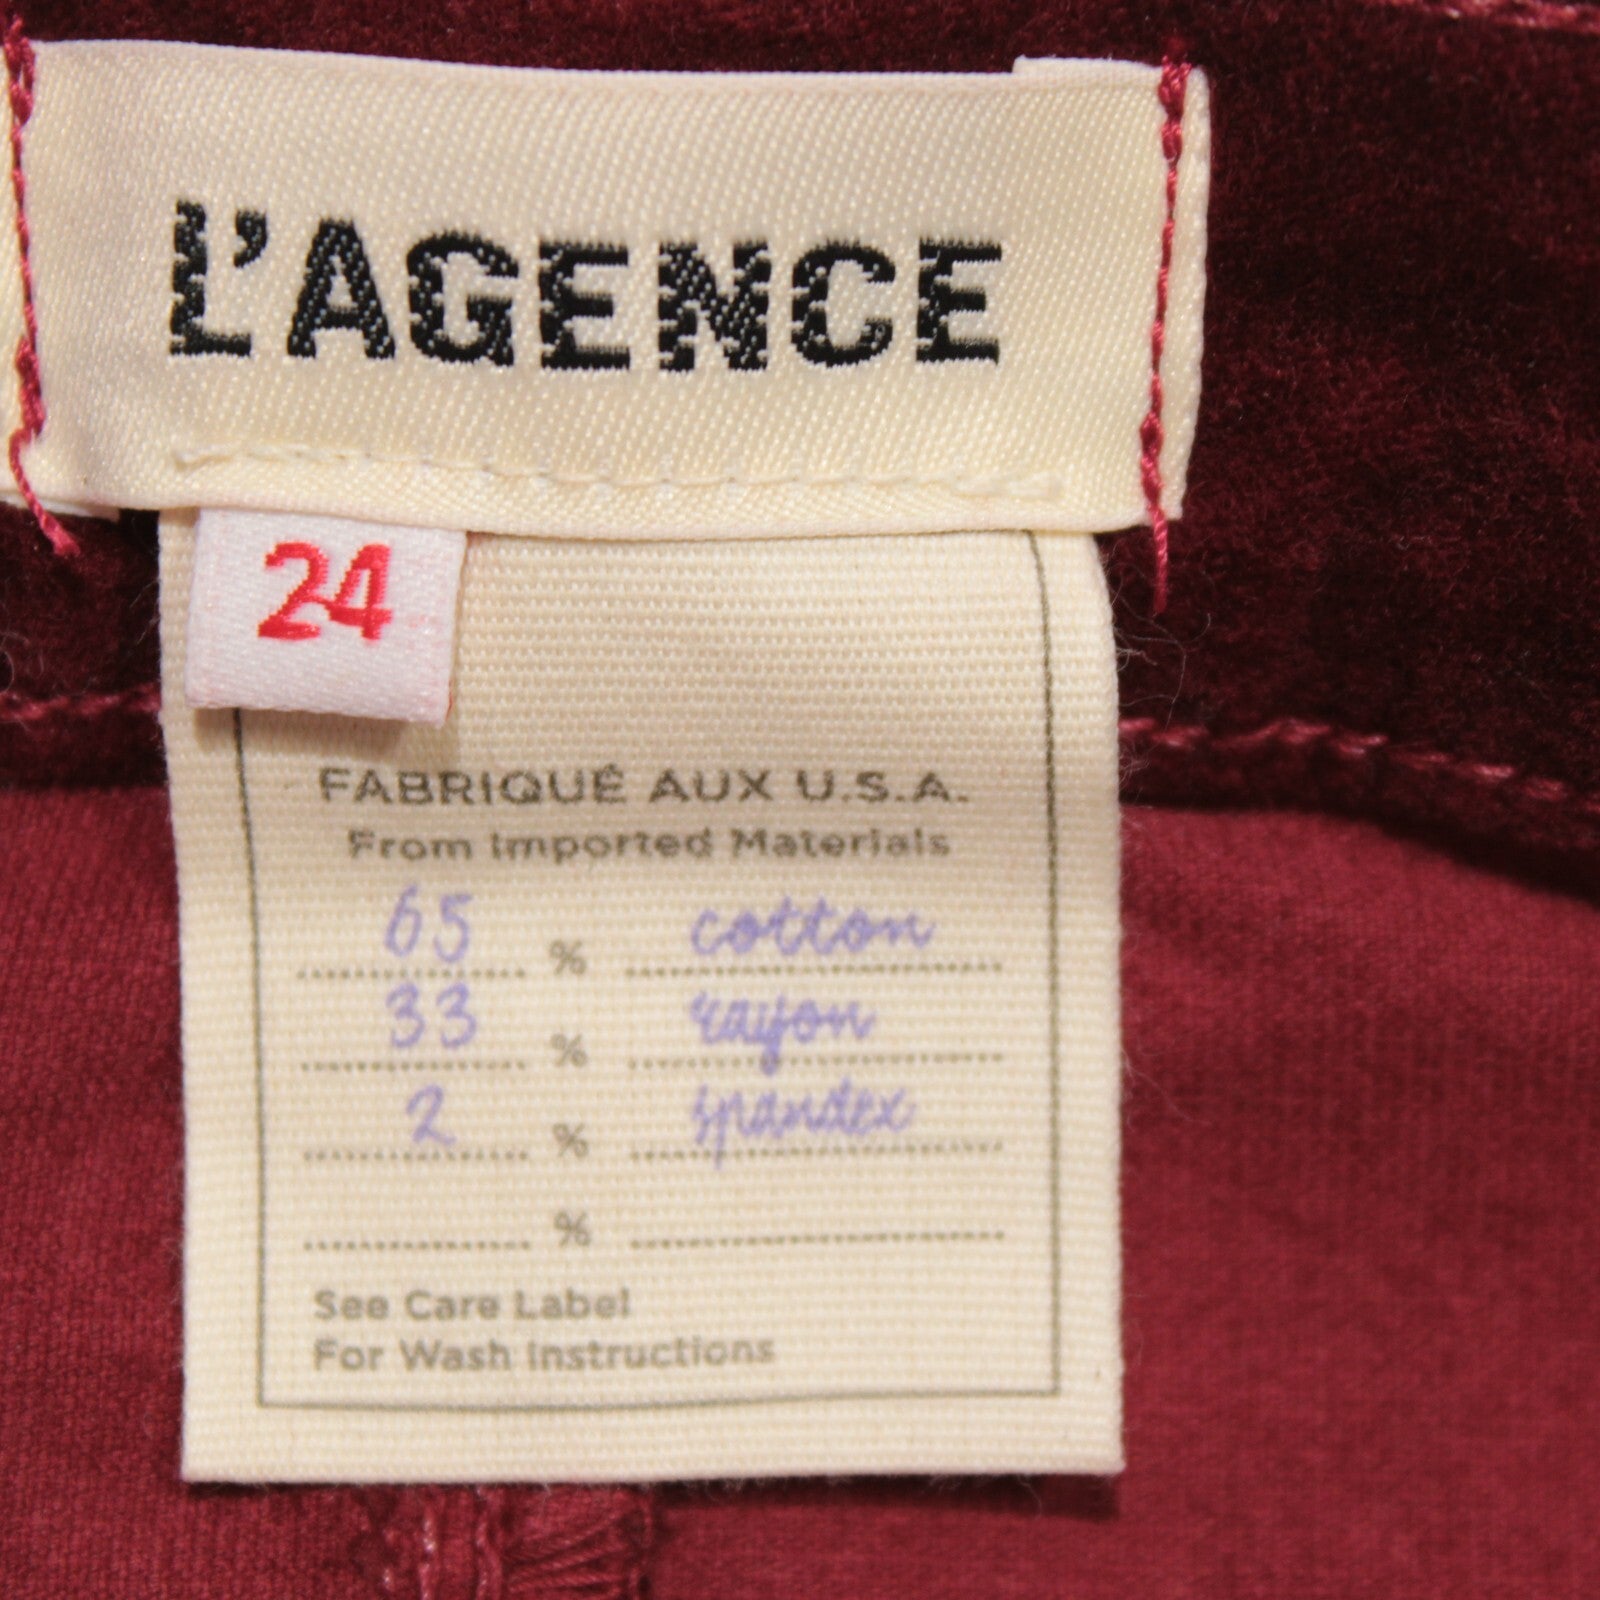 L'AGENCE
24
FABRIQUÉ AUX U.S.A.
From Imported Materials
65 % cotton
33 % rayon
2 % spandex
%
See Care Label
For Wash Instructions